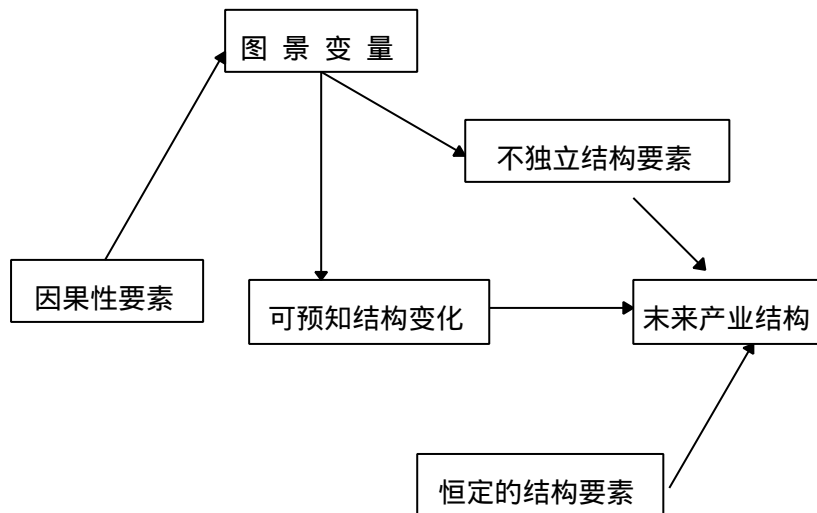 图 景 变 量
不独立结构要素
因果性要素
可预知结构变化
末来产业结构
恒定的结构要素